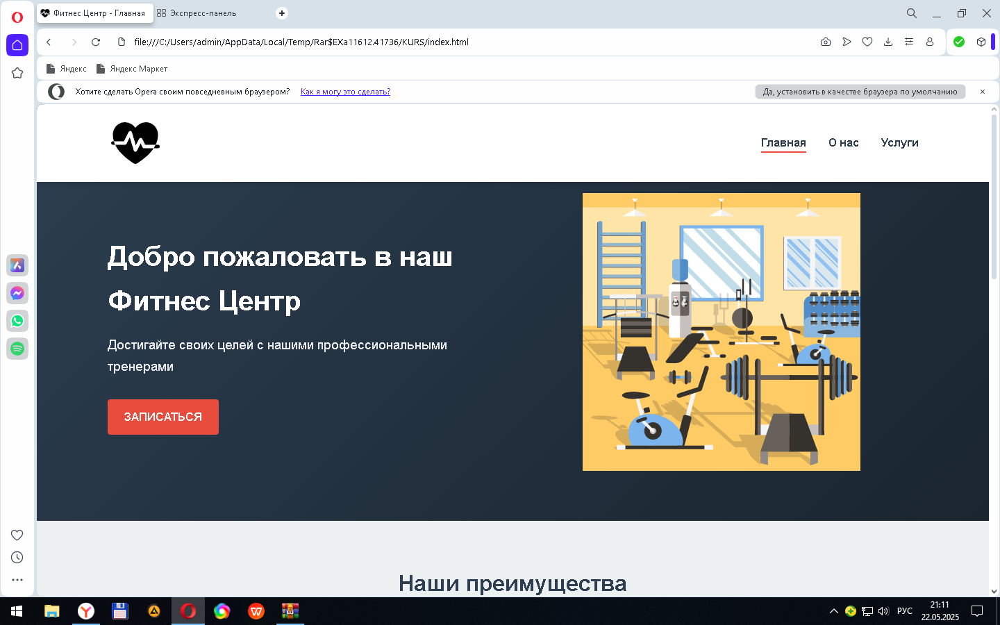 Фитнес Центр - Главная
Экспресс-панель
file:///C:/Users/admin/AppData/Local/Temp/Rar$EXa11612.41736/KURS/index.html
Яндекс
Яндекс Маркет
Хотите сделать Opera своим повседневным браузером?
Как я могу это сделать?
Да, установить в качестве браузера по умолчанию
Главная
О нас
Услуги
Добро пожаловать в наш
Фитнес Центр
Достигайте своих целей с нашими профессиональными
тренерами
ЗАПИСАТЬСЯ
Наши преимущества
РУС
21:11
22.05.2025